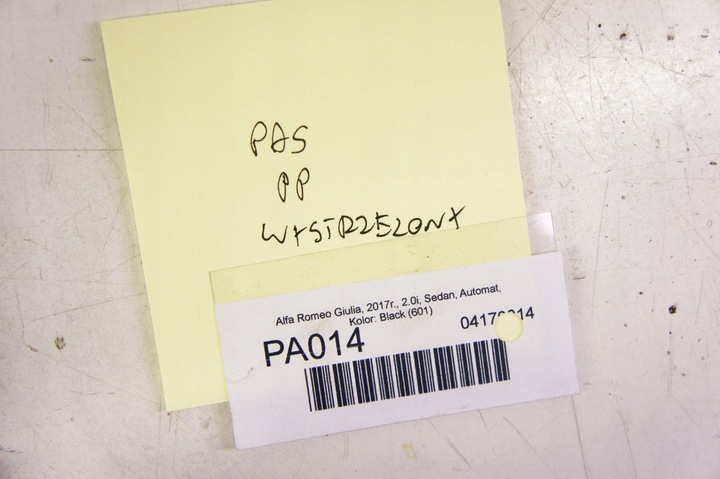 PAS
PP
WYSTRZELONY
Alfa Romeo Giulia, 2017r., 2.0i, Sedan, Automat,
Kolor: Black (601)
PA014